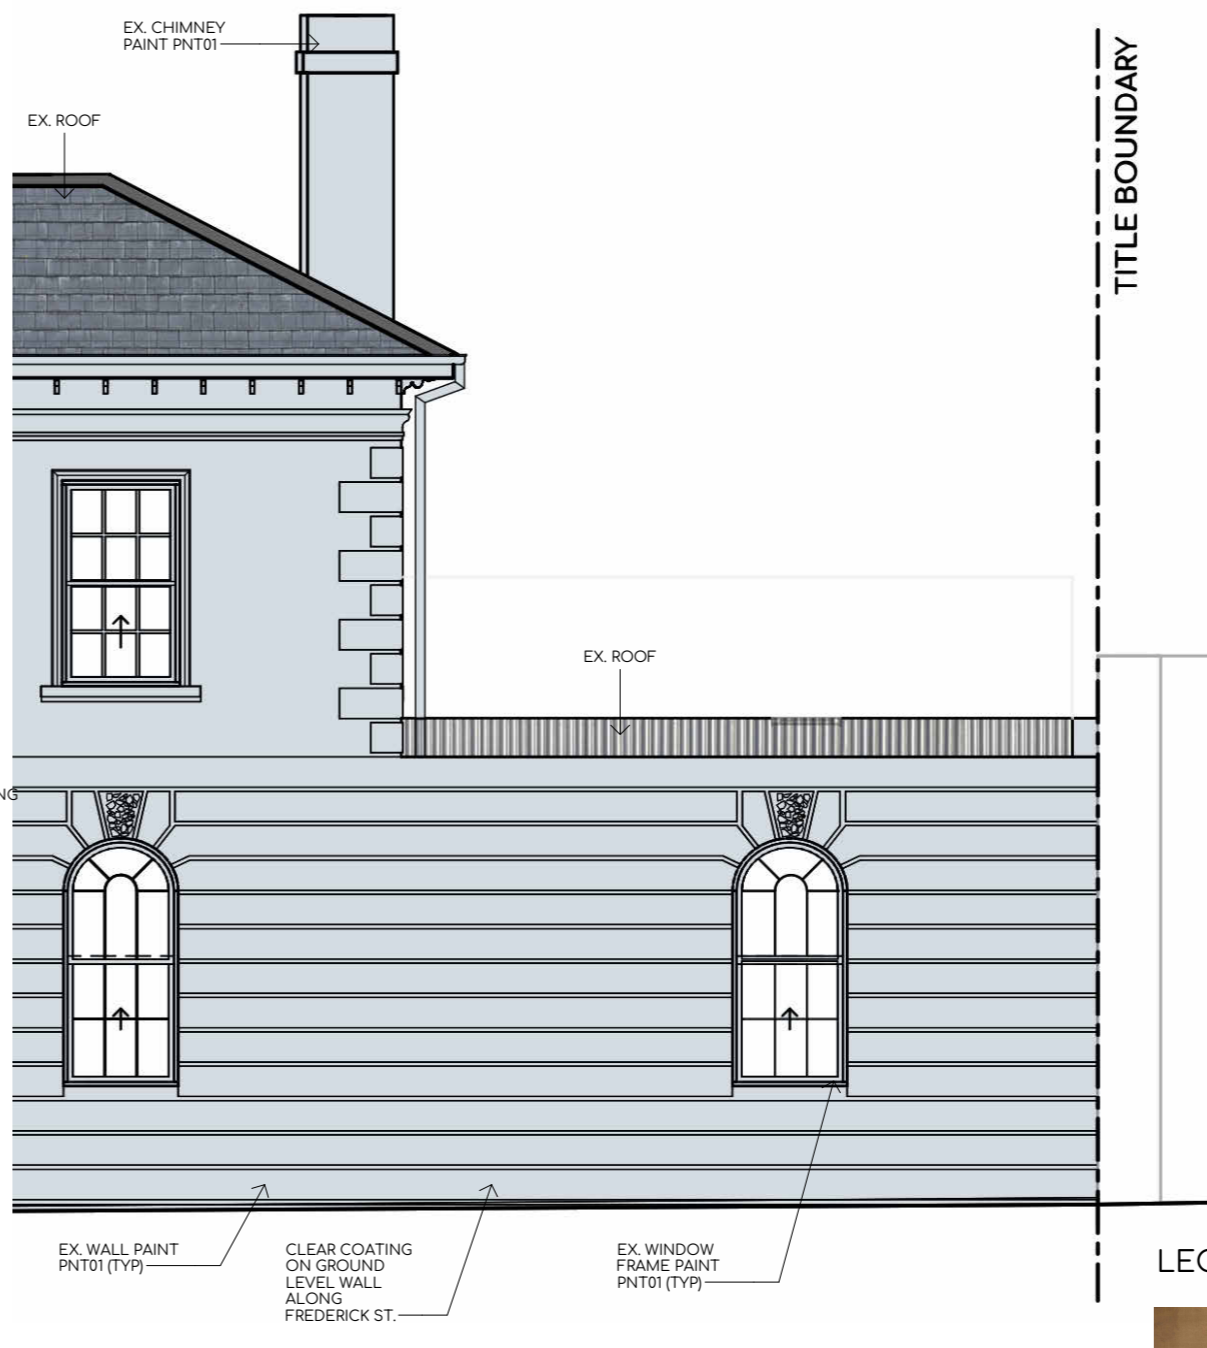 EX. CHIMNEY
PAINT PNT01
EX. ROOF
TITLE BOUNDARY
EX. ROOF
EX. WALL PAINT
PNT01 (TYP)
CLEAR COATING
ON GROUND
LEVEL WALL
ALONG
FREDERICK ST.
EX. WINDOW
FRAME PAINT
PNT01 (TYP)